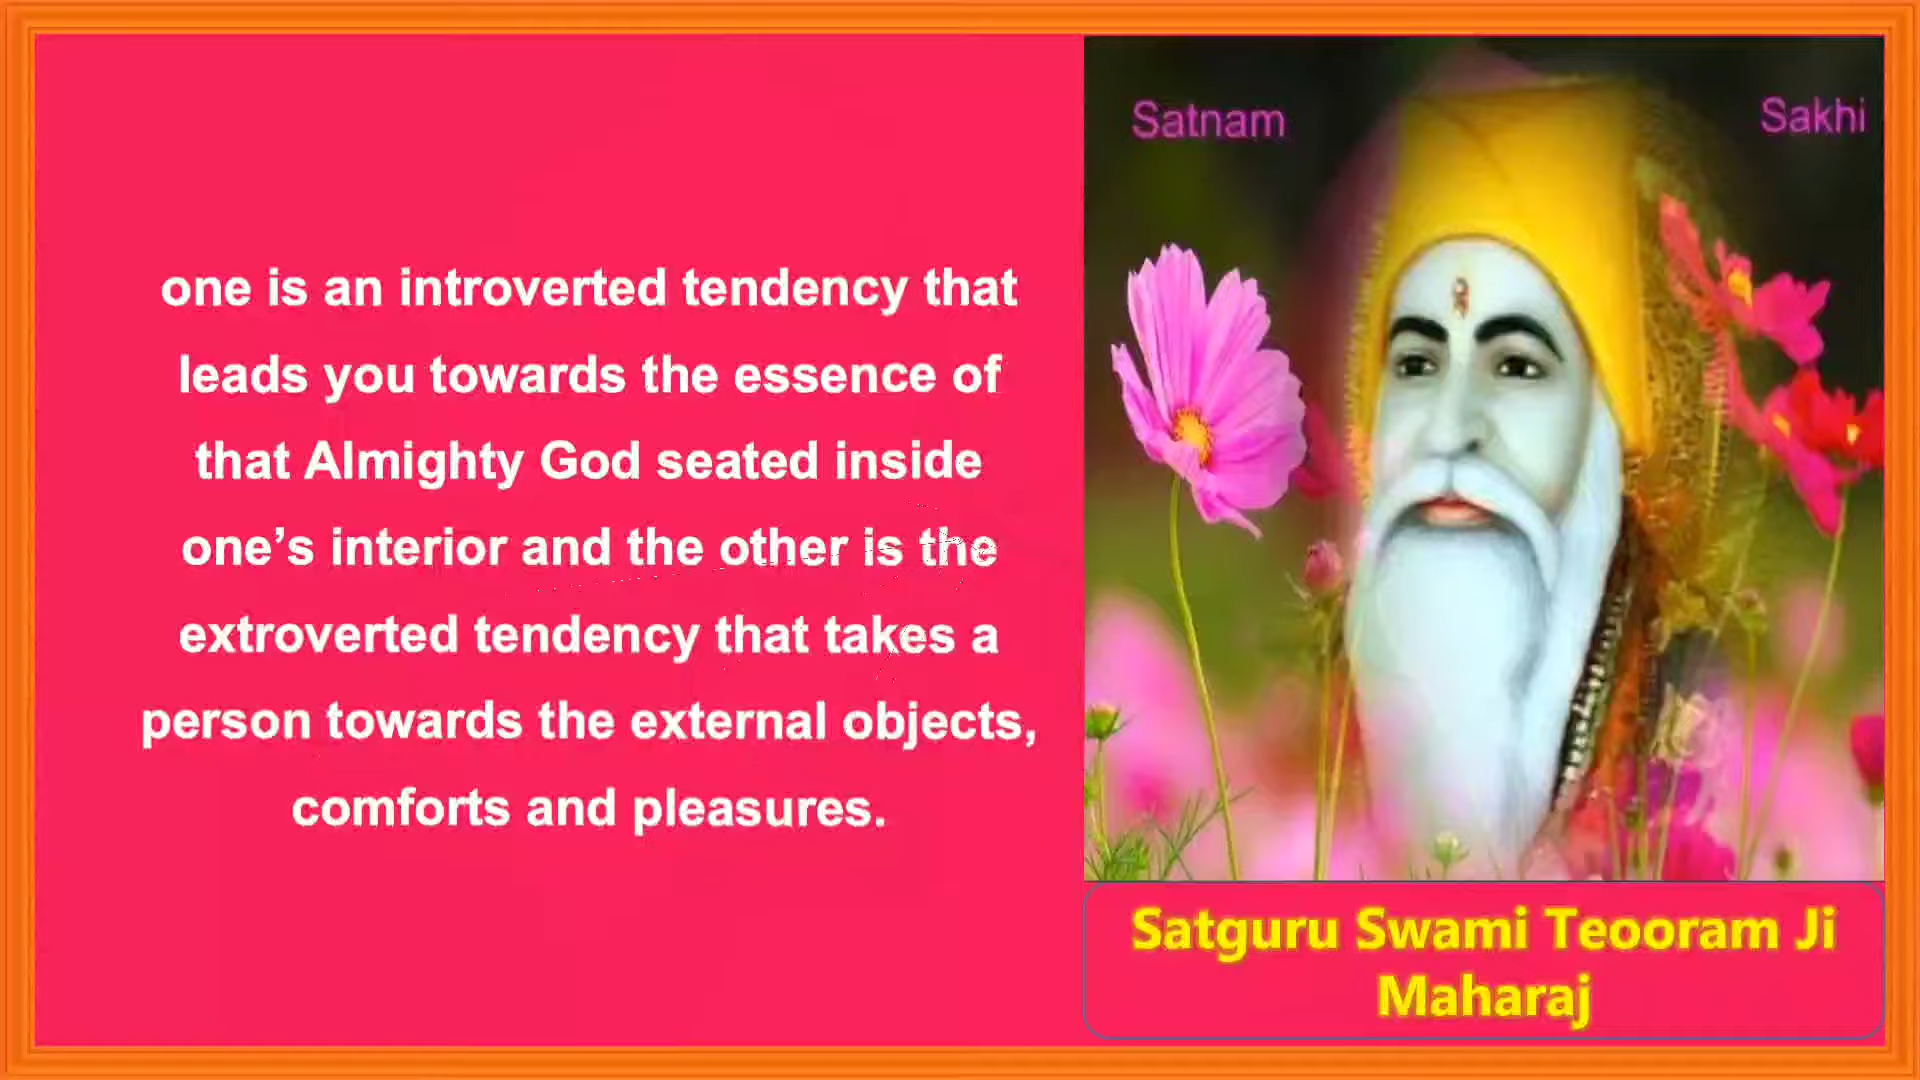 one is an introverted tendency that
leads you towards the essence of
that Almighty God seated inside
one’s interior and the other is the
extroverted tendency that takes a
person towards the external objects,
comforts and pleasures.
Satnam
Sakhi
Satguru Swami Teooram Ji
Maharaj